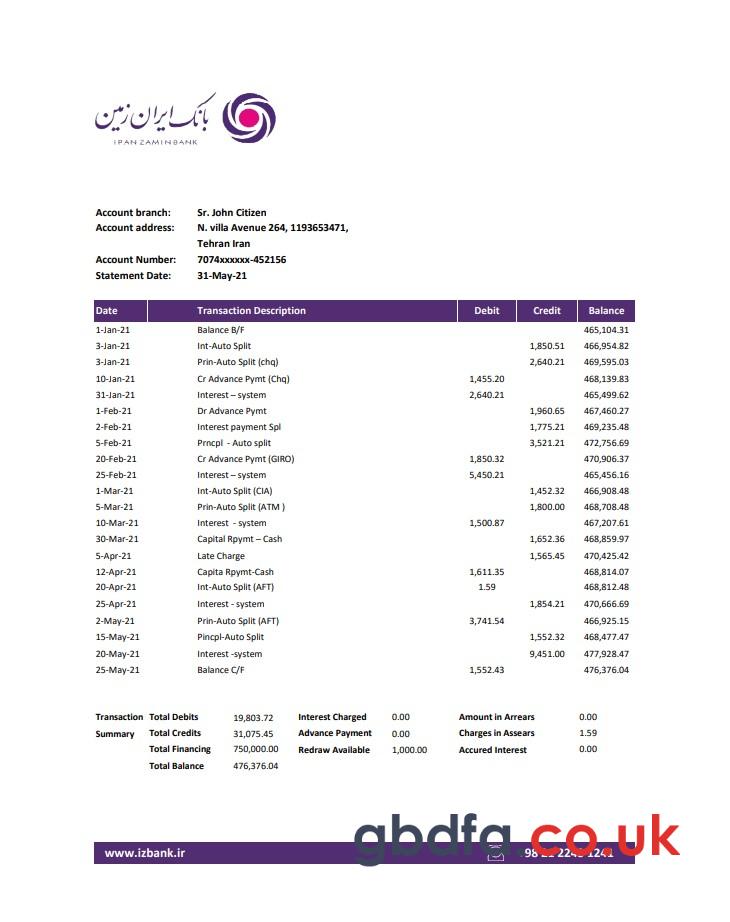 بانک ایران زمین
IPAN ZAMIN BANK
Account branch: Sr. John Citizen
Account address: N. villa Avenue 264, 1193653471,
Tehran Iran
Account Number: 7074xxxxxx-452156
Statement Date: 31-May-21
Date Transaction Description Debit Credit Balance
1-Jan-21 Balance B/F 465,104.31
3-Jan-21 Int-Auto Split 1,850.51 466,954.82
3-Jan-21 Prin-Auto Split (chq) 2,640.21 469,595.03
10-Jan-21 Cr Advance Pymt (Chq) 1,455.20 468,139.83
31-Jan-21 Interest – system 2,640.21 465,499.62
1-Feb-21 Dr Advance Pymt 1,960.65 467,460.27
2-Feb-21 Interest payment Spl 1,775.21 469,235.48
5-Feb-21 Prncpl - Auto split 3,521.21 472,756.69
20-Feb-21 Cr Advance Pymt (GIRO) 1,850.32 470,906.37
25-Feb-21 Interest – system 5,450.21 465,456.16
1-Mar-21 Int-Auto Split (CIA) 1,452.32 466,908.48
5-Mar-21 Prin-Auto Split (ATM ) 1,800.00 468,708.48
10-Mar-21 Interest - system 1,500.87 467,207.61
30-Mar-21 Capital Rpymt – Cash 1,652.36 468,859.97
5-Apr-21 Late Charge 1,565.45 470,425.42
12-Apr-21 Capita Rpymt-Cash 1,611.35 468,814.07
20-Apr-21 Int-Auto Split (AFT) 1.59 468,812.48
25-Apr-21 Interest - system 1,854.21 470,666.69
2-May-21 Prin-Auto Split (AFT) 3,741.54 466,925.15
15-May-21 Pincpl-Auto Split 1,552.32 468,477.47
20-May-21 Interest -system 9,451.00 477,928.47
25-May-21 Balance C/F 1,552.43 476,376.04
Transaction Total Debits 19,803.72 Interest Charged 0.00 Amount in Arrears 0.00
Summary Total Credits 31,075.45 Advance Payment 0.00 Charges in Assears 1.59
Total Financing 750,000.00 Redraw Available 1,000.00 Accured Interest 0.00
Total Balance 476,376.04
gbdfa.co.uk
www.izbank.ir